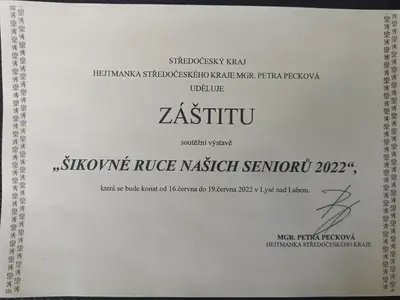 STŘEDOČESKÝ KRAJ
HEJTMANKA STŘEDOČESKÉHO KRAJE MGR. PETRA PECKOVÁ
UDĚLUJE
ZÁŠTITU
soutěžní výstavě
„ŠIKOVNÉ RUCE NAŠICH SENIORŮ 2022“,
která se bude konat od 16.června do 19.června 2022 v Lysé nad Labem.
MGR. PETRA PECKOVÁ
HEJTMANKA STŘEDOČESKÉHO KRAJE